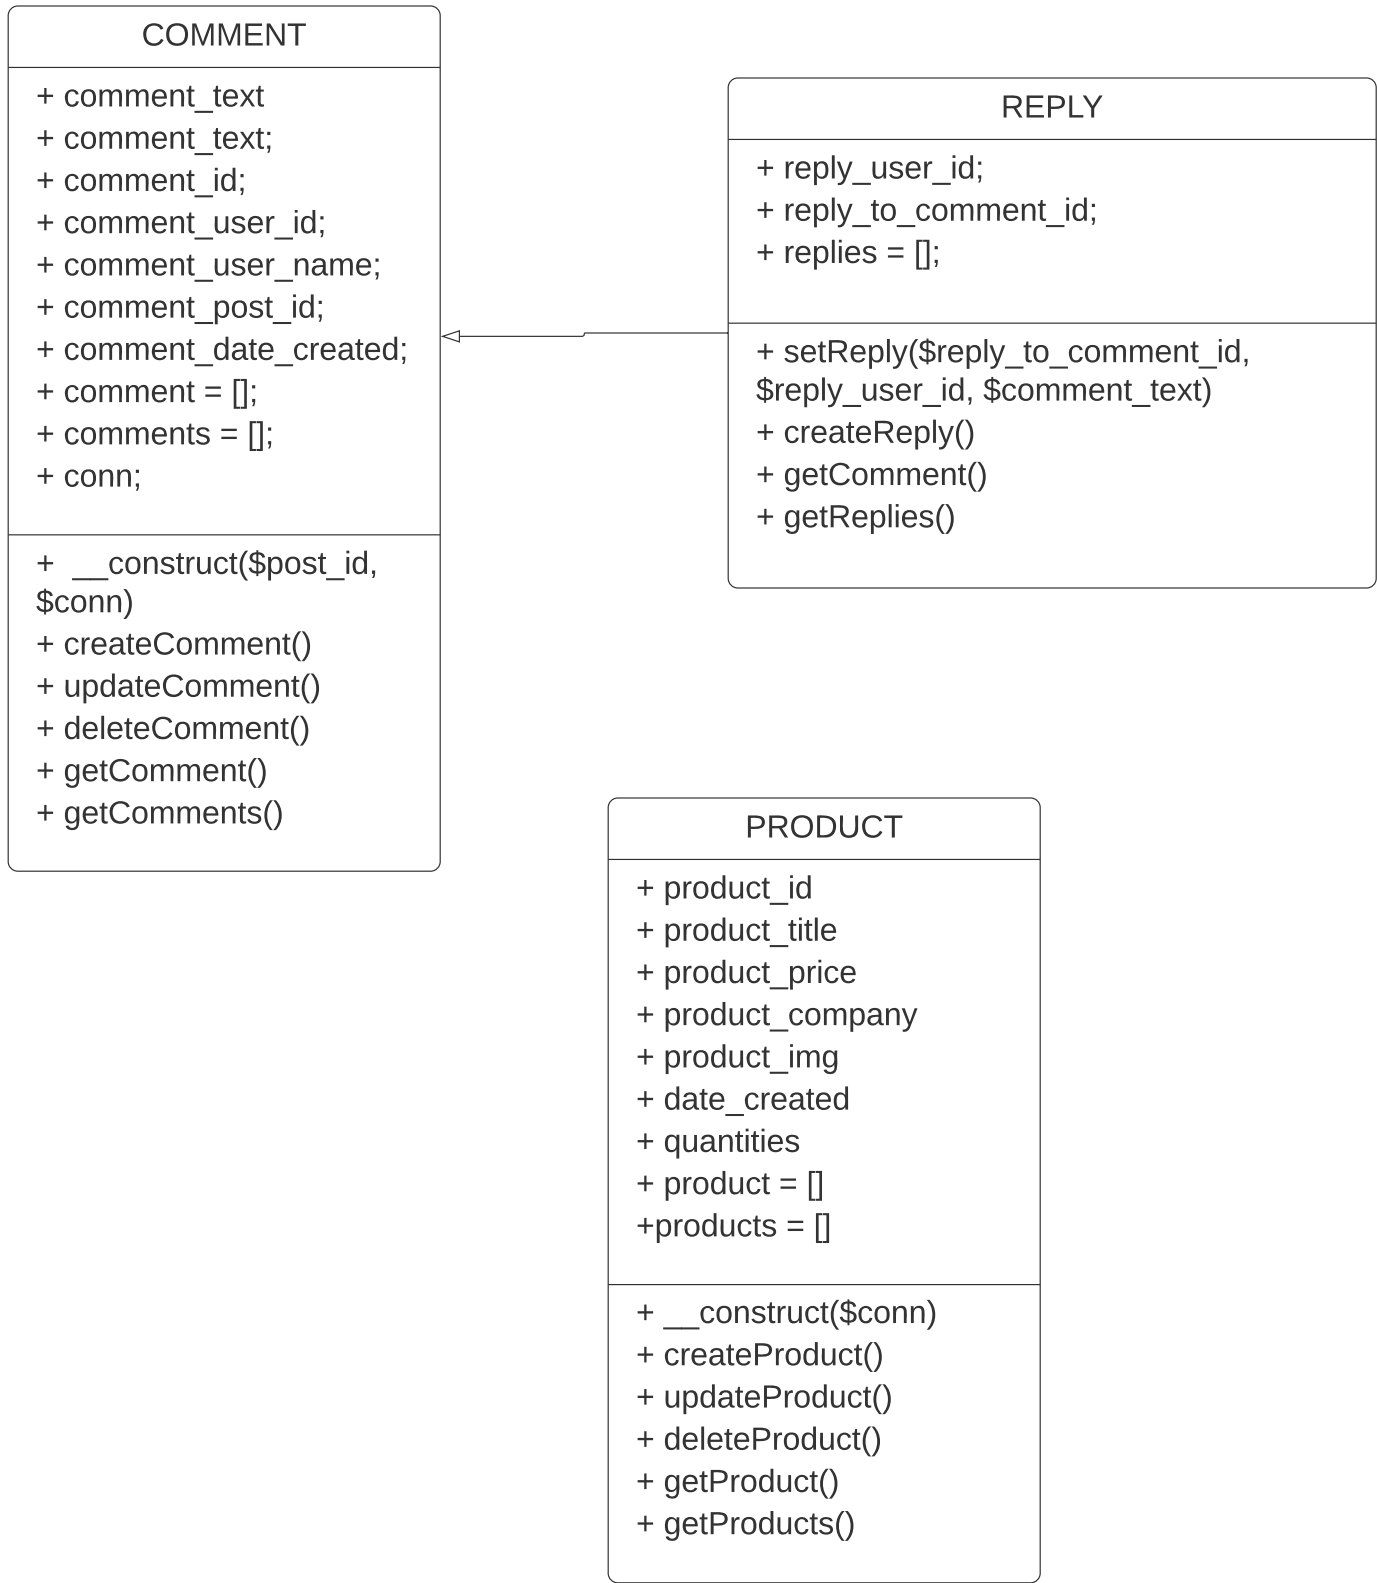 COMMENT
+ comment_text
+ comment_text;
+ comment_id;
+ comment_user_id;
+ comment_user_name;
+ comment_post_id;
+ comment_date_created;
+ comment = [];
+ comments = [];
+ conn;
+  __construct($post_id,
$conn)
+ createComment()
+ updateComment()
+ deleteComment()
+ getComment()
+ getComments()
REPLY
+ reply_user_id;
+ reply_to_comment_id;
+ replies = [];
+ setReply($reply_to_comment_id,
$reply_user_id, $comment_text)
+ createReply()
+ getComment()
+ getReplies()
PRODUCT
+ product_id
+ product_title
+ product_price
+ product_company
+ product_img
+ date_created
+ quantities
+ product = []
+products = []
+ __construct($conn)
+ createProduct()
+ updateProduct()
+ deleteProduct()
+ getProduct()
+ getProducts()